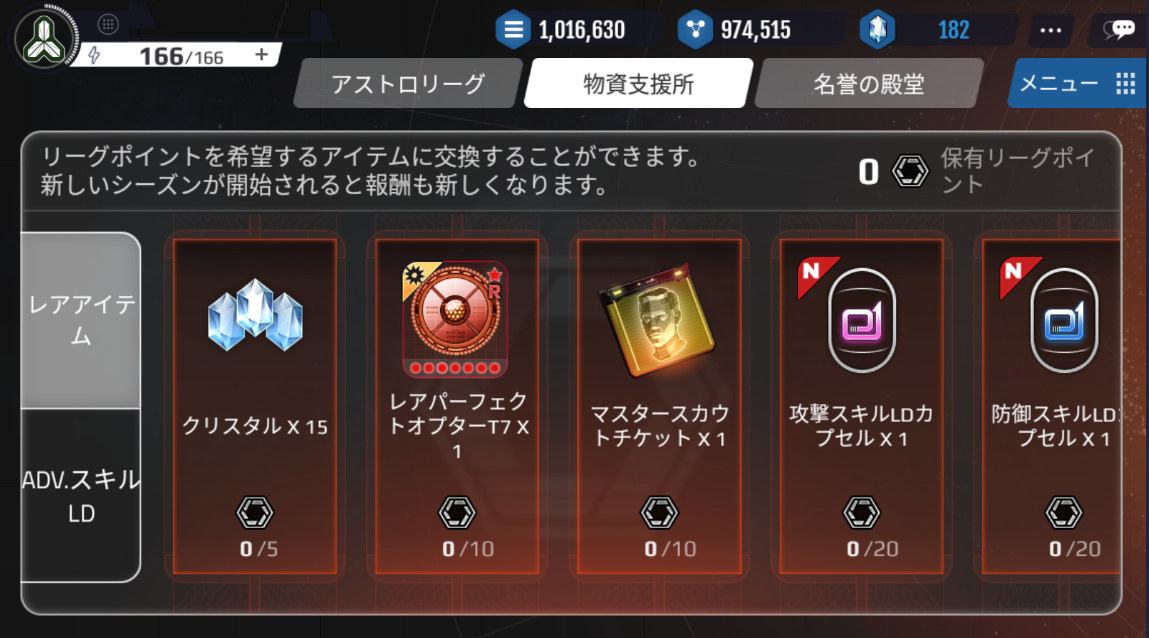 166/166 +
1,016,630
974,515
182
アストロリーグ
物資支援所
名誉の殿堂
メニュー
リーグポイントを希望するアイテムに交換することができます。
新しいシーズンが開始されると報酬も新しくなります。
0
保有リーグポイ
ント
レアアイテ
ム
ADV.スキル
LD
クリスタル X 15
0/5
R
レアパーフェク
トオプターT7 X
1
0/10
マスタースカウ
トチケット X 1
0/10
N
攻撃スキルLDカ
プセル X 1
0/20
N
防御スキルLD
プセル X 1
0/20